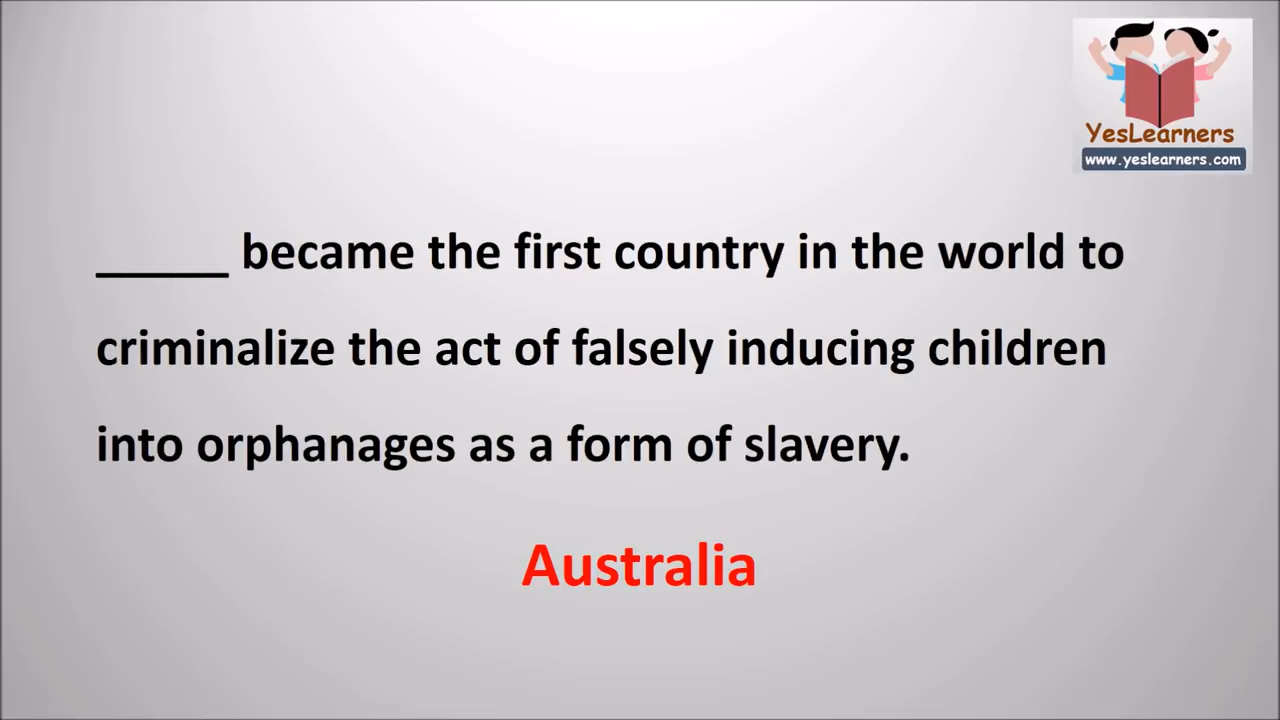 YesLearners
www.yeslearners.com
_____ became the first country in the world to
criminalize the act of falsely inducing children
into orphanages as a form of slavery.
Australia